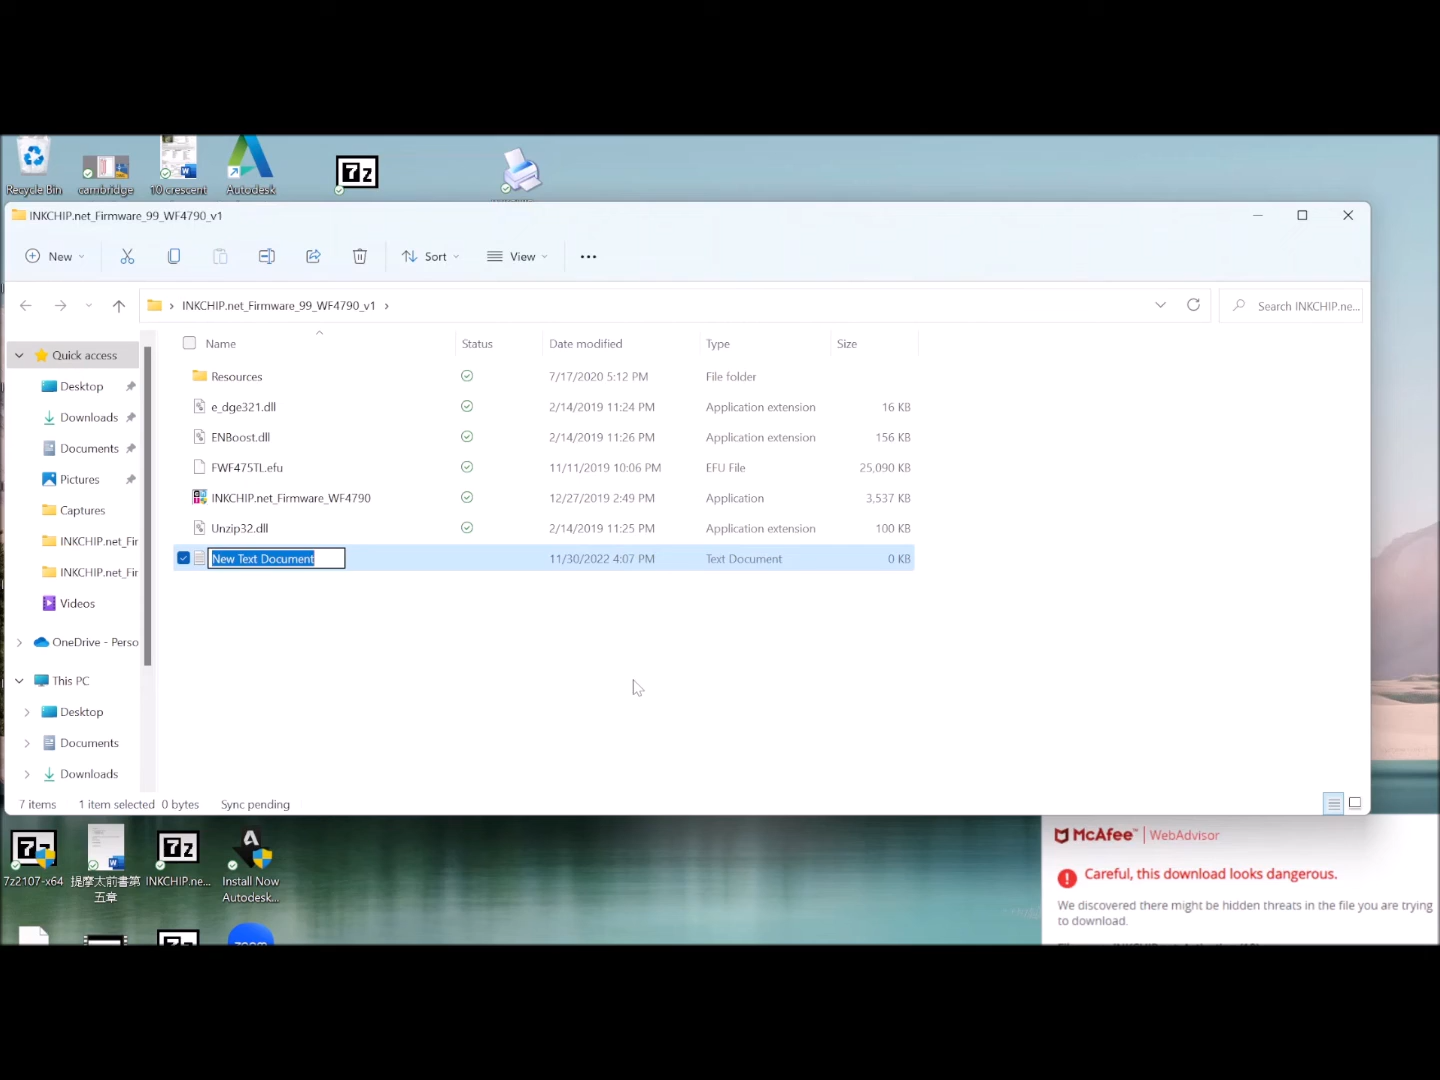 Recycle Bin
cambridge
10 crescent
Autodesk
7z
INKCHIP.net_Firmware_99_WF4790_v1
New
Sort
View
INKCHIP.net_Firmware_99_WF4790_v1
Search INKCHIP.ne...
Name
Status
Date modified
Type
Size
Quick access
Desktop
Downloads
Documents
Pictures
Captures
INKCHIP.net_Fir
INKCHIP.net_Fir
Videos
OneDrive - Perso
This PC
Desktop
Documents
Downloads
Resources 7/17/2020 5:12 PM File folder
e_dge321.dll 2/14/2019 11:24 PM Application extension 16 KB
ENBoost.dll 2/14/2019 11:26 PM Application extension 156 KB
FWF475TL.efu 11/11/2019 10:06 PM EFU File 25,090 KB
INKCHIP.net_Firmware_WF4790 12/27/2019 2:49 PM Application 3,537 KB
Unzip32.dll 2/14/2019 11:25 PM Application extension 100 KB
New Text Document 11/30/2022 4:07 PM Text Document 0 KB
7 items 1 item selected 0 bytes Sync pending
7z
7z2107-x64
提摩太前書第
五章
7z
INKCHIP.ne...
Install Now
Autodesk...
7z
zoom
McAfee™ | WebAdvisor
Careful, this download looks dangerous.
We discovered there might be hidden threats in the file you are trying
to download.